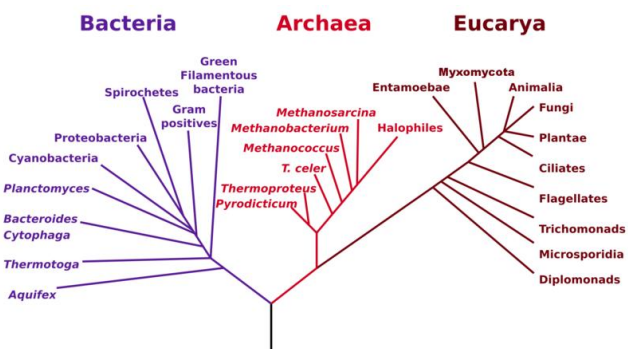 Bacteria
Archaea
Eucarya
Green
Filamentous
bacteria
Spirochetes
Gram
positives
Proteobacteria
Cyanobacteria
Planctomyces
Bacteroides
Cytophaga
Thermotoga
Aquifex
Methanosarcina
Methanobacterium
Halophiles
Methanococcus
T. celer
Thermoproteus
Pyrodicticum
Entamoebae
Myxomycota
Animalia
Fungi
Plantae
Ciliates
Flagellates
Trichomonads
Microsporidia
Diplomonads